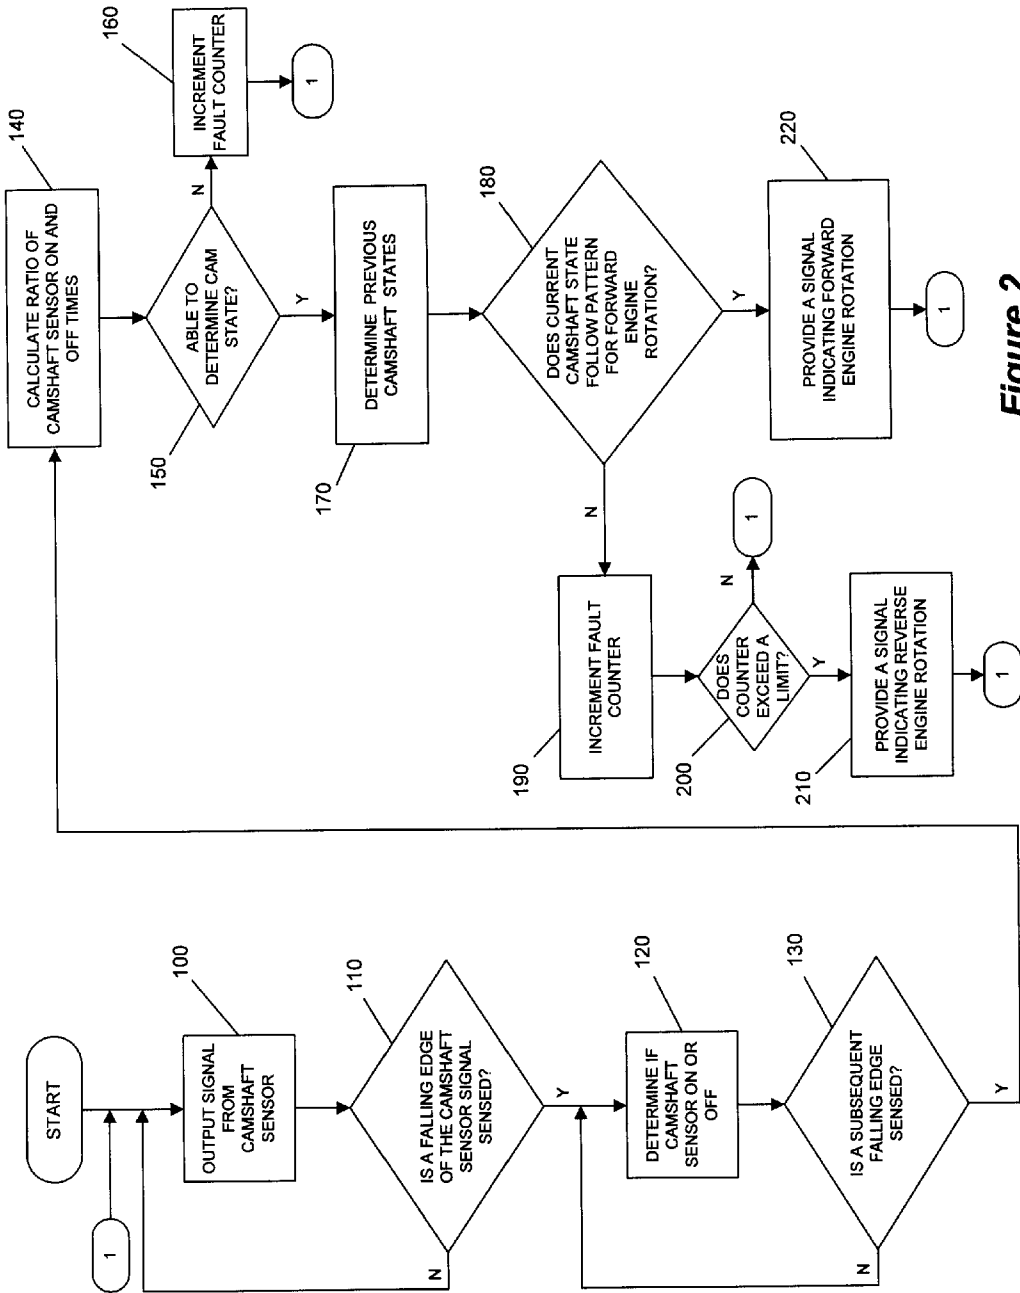 START
1
100
OUTPUT SIGNAL
FROM
CAMSHAFT
SENSOR
110
IS A FALLING EDGE
OF THE CAMSHAFT
SENSOR SIGNAL
SENSED?
N
Y
120
DETERMINE IF
CAMSHAFT
SENSOR ON OR
OFF
130
IS A SUBSEQUENT
FALLING EDGE
SENSED?
N
Y
140
CALCULATE RATIO OF
CAMSHAFT SENSOR ON AND
OFF TIMES
150
ABLE TO
DETERMINE CAM
STATE?
N
Y
160
INCREMENT
FAULT COUNTER
1
170
DETERMINE PREVIOUS
CAMSHAFT STATES
180
DOES CURRENT
CAMSHAFT STATE
FOLLOW PATTERN
FOR FORWARD
ENGINE
ROTATION?
N
Y
190
INCREMENT FAULT
COUNTER
200
DOES
COUNTER
EXCEED A
LIMIT?
N
1
Y
210
PROVIDE A SIGNAL
INDICATING REVERSE
ENGINE ROTATION
1
220
PROVIDE A SIGNAL
INDICATING FORWARD
ENGINE ROTATION
1
Figure 2